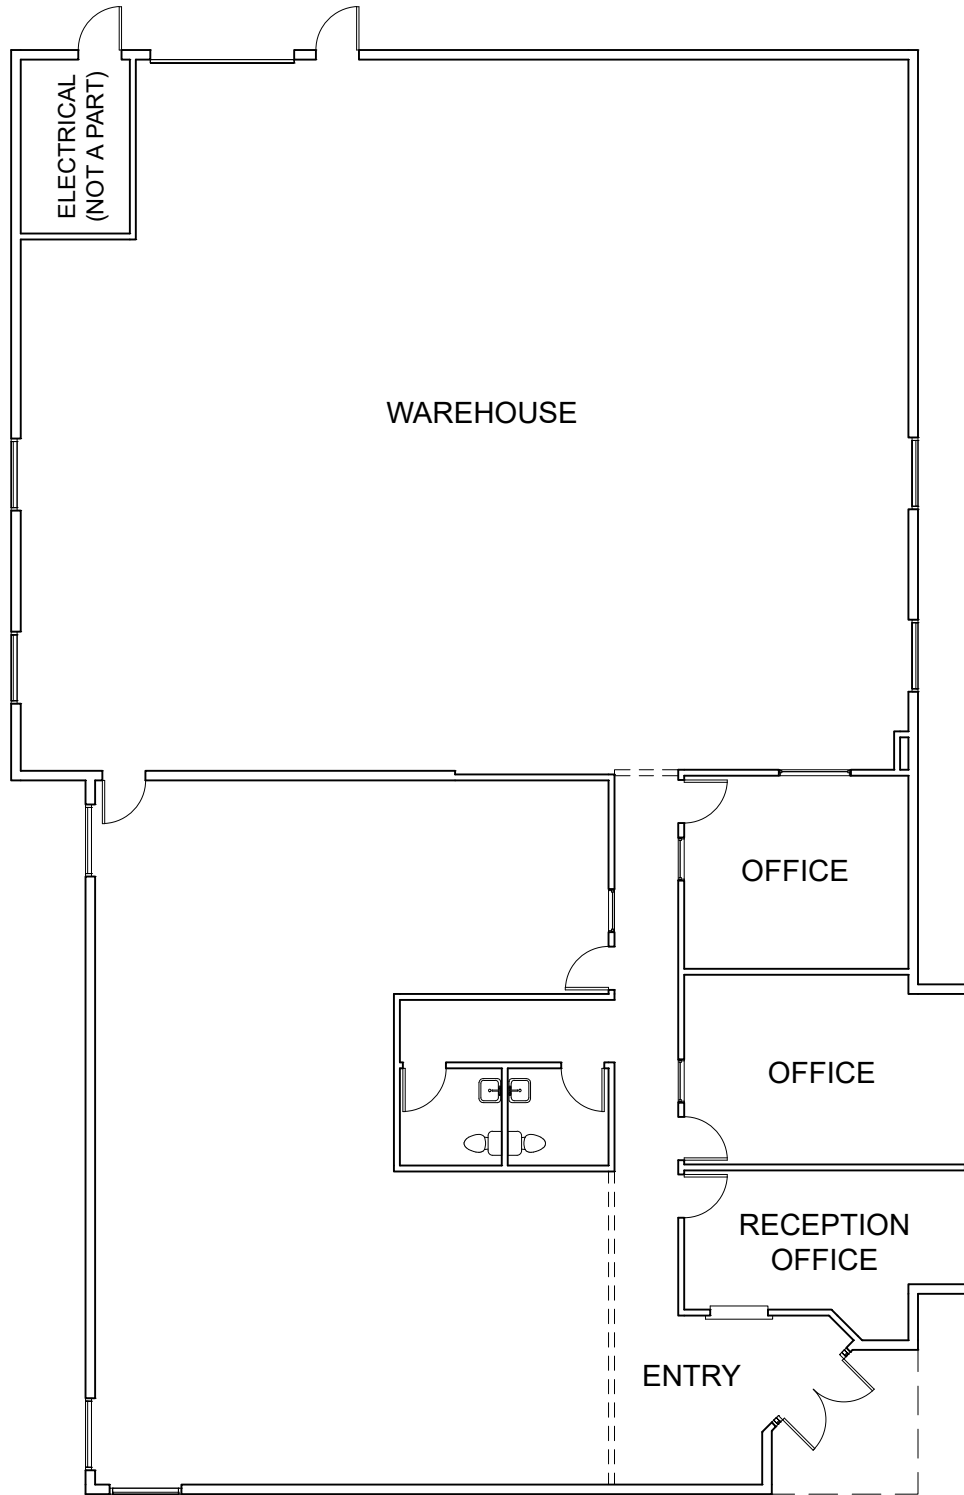 ELECTRICAL
(NOT A PART)
WAREHOUSE
OFFICE
OFFICE
RECEPTION
OFFICE
ENTRY